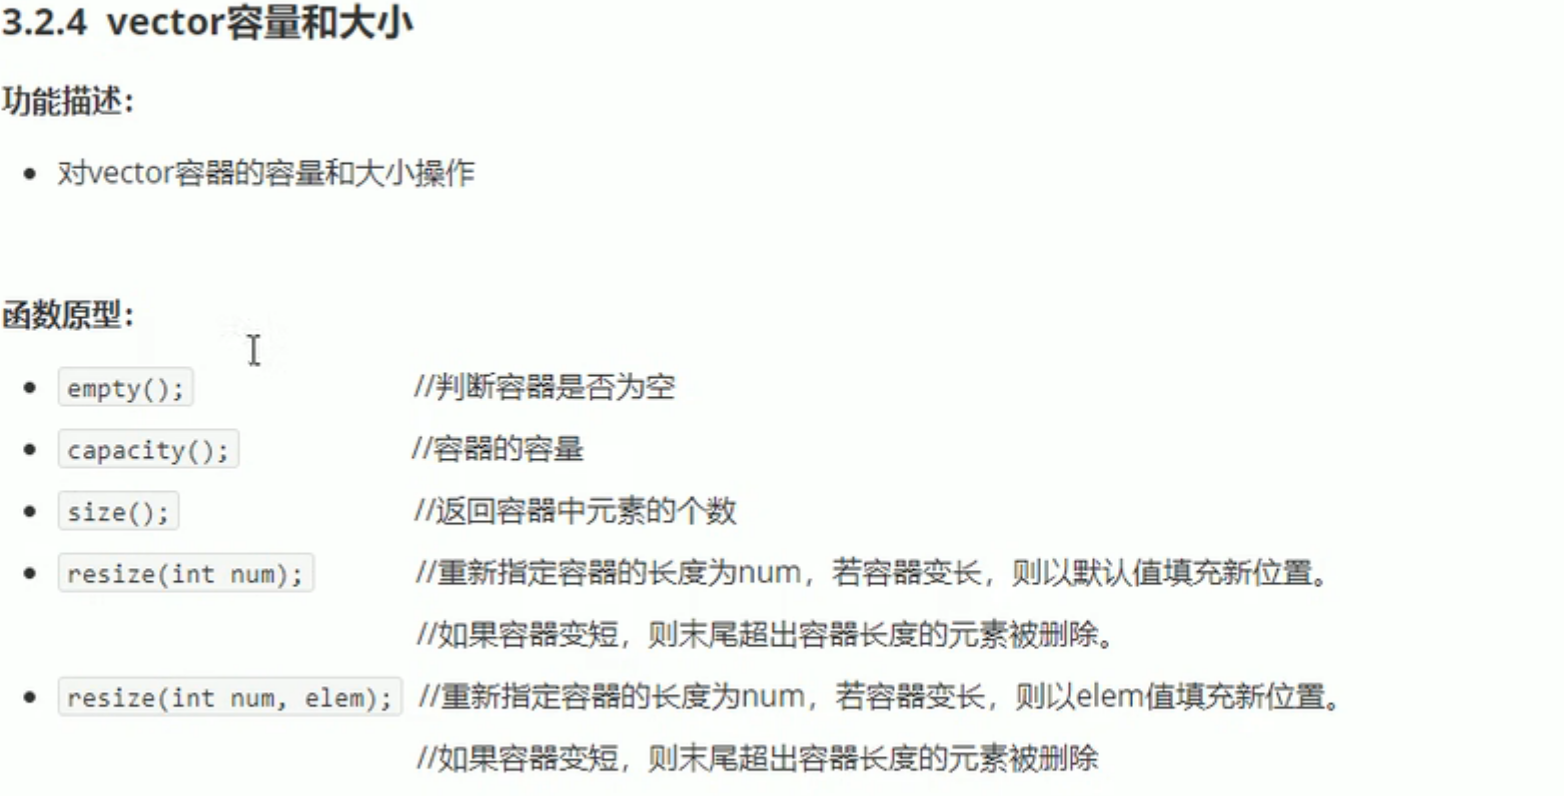 3.2.4 vector容量和大小
功能描述：
对vector容器的容量和大小操作
函数原型：
empty(); //判断容器是否为空
capacity(); //容器的容量
size(); //返回容器中元素的个数
resize(int num); //重新指定容器的长度为num，若容器变长，则以默认值填充新位置。
//如果容器变短，则末尾超出容器长度的元素被删除。
resize(int num, elem); //重新指定容器的长度为num，若容器变长，则以elem值填充新位置。
//如果容器变短，则末尾超出容器长度的元素被删除